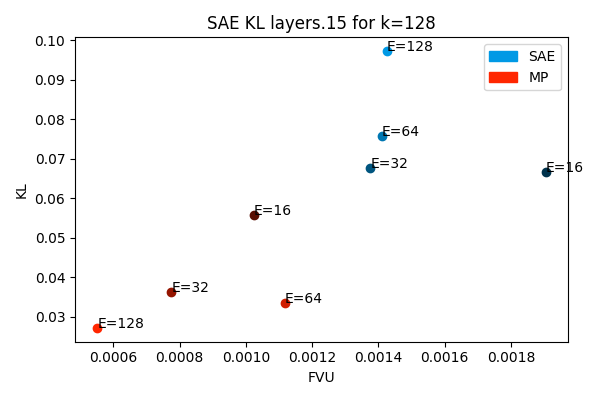 SAE KL layers.15 for k=128
0.10
0.09
0.08
0.07
0.06
0.05
0.04
0.03
KL
E=128
E=64
E=32
E=16
E=16
E=32
E=64
E=128
SAE
MP
0.0006 0.0008 0.0010 0.0012 0.0014 0.0016 0.0018
FVU